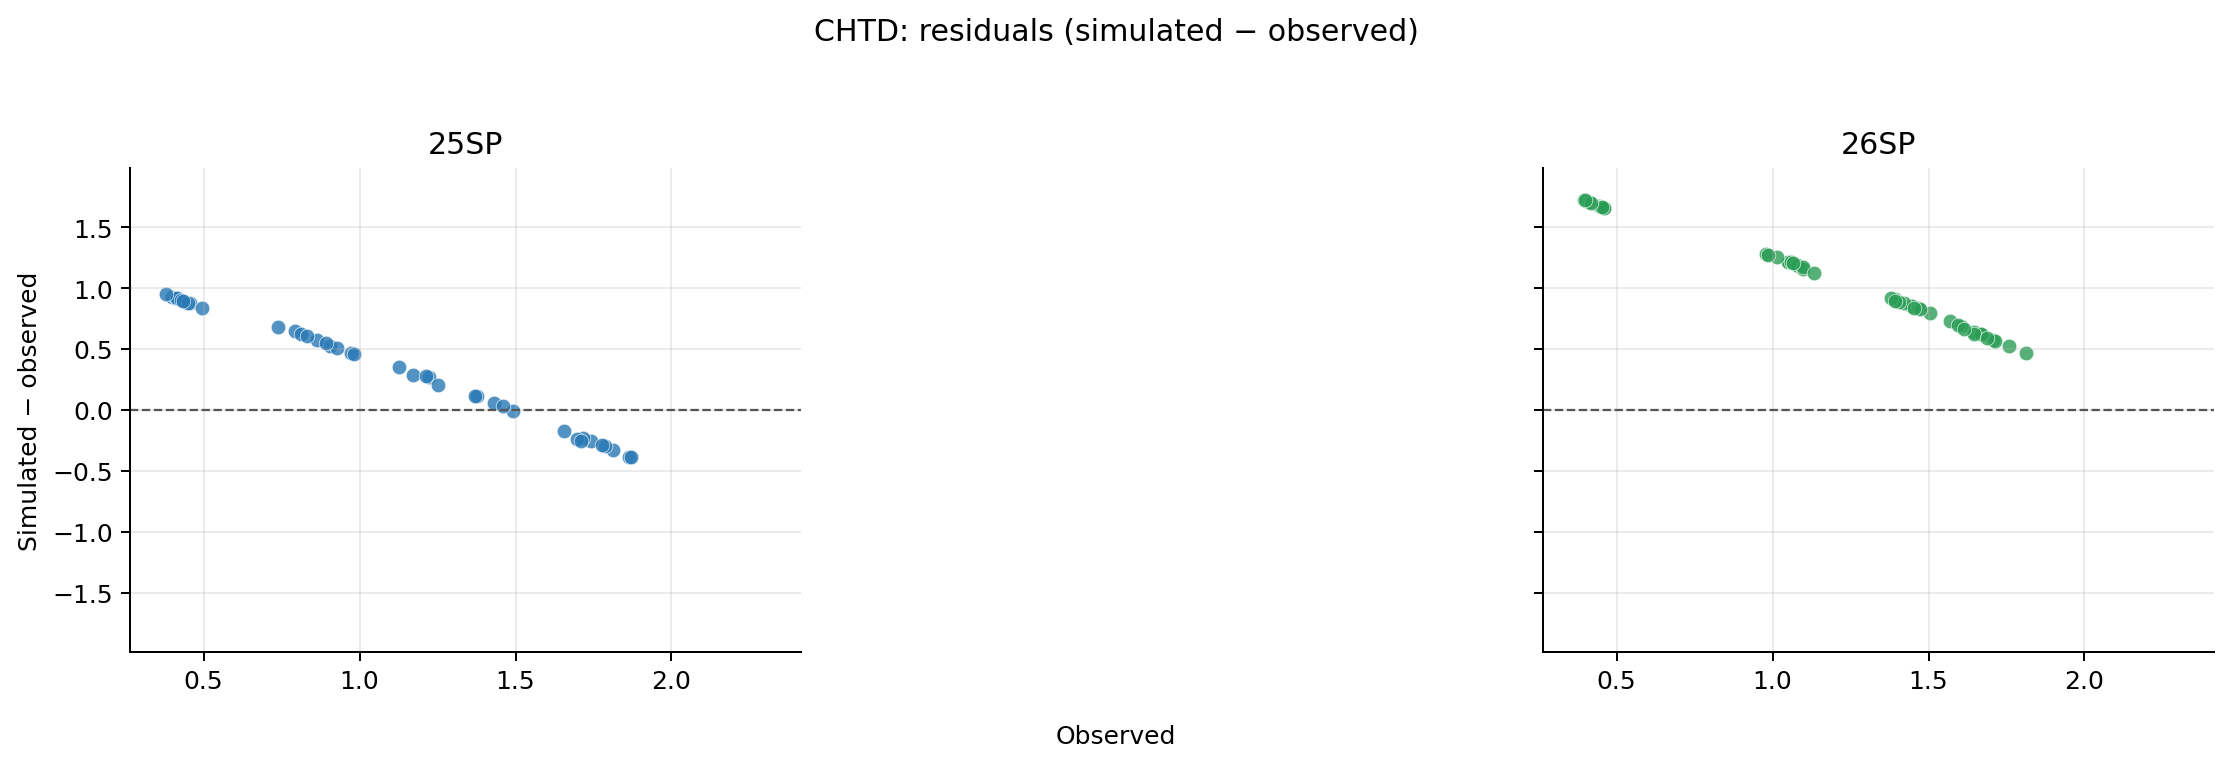 CHTD: residuals (simulated − observed)
25SP
26SP
Simulated − observed
1.5
1.0
0.5
0.0
−0.5
−1.0
−1.5
0.5 1.0 1.5 2.0
0.5 1.0 1.5 2.0
Observed